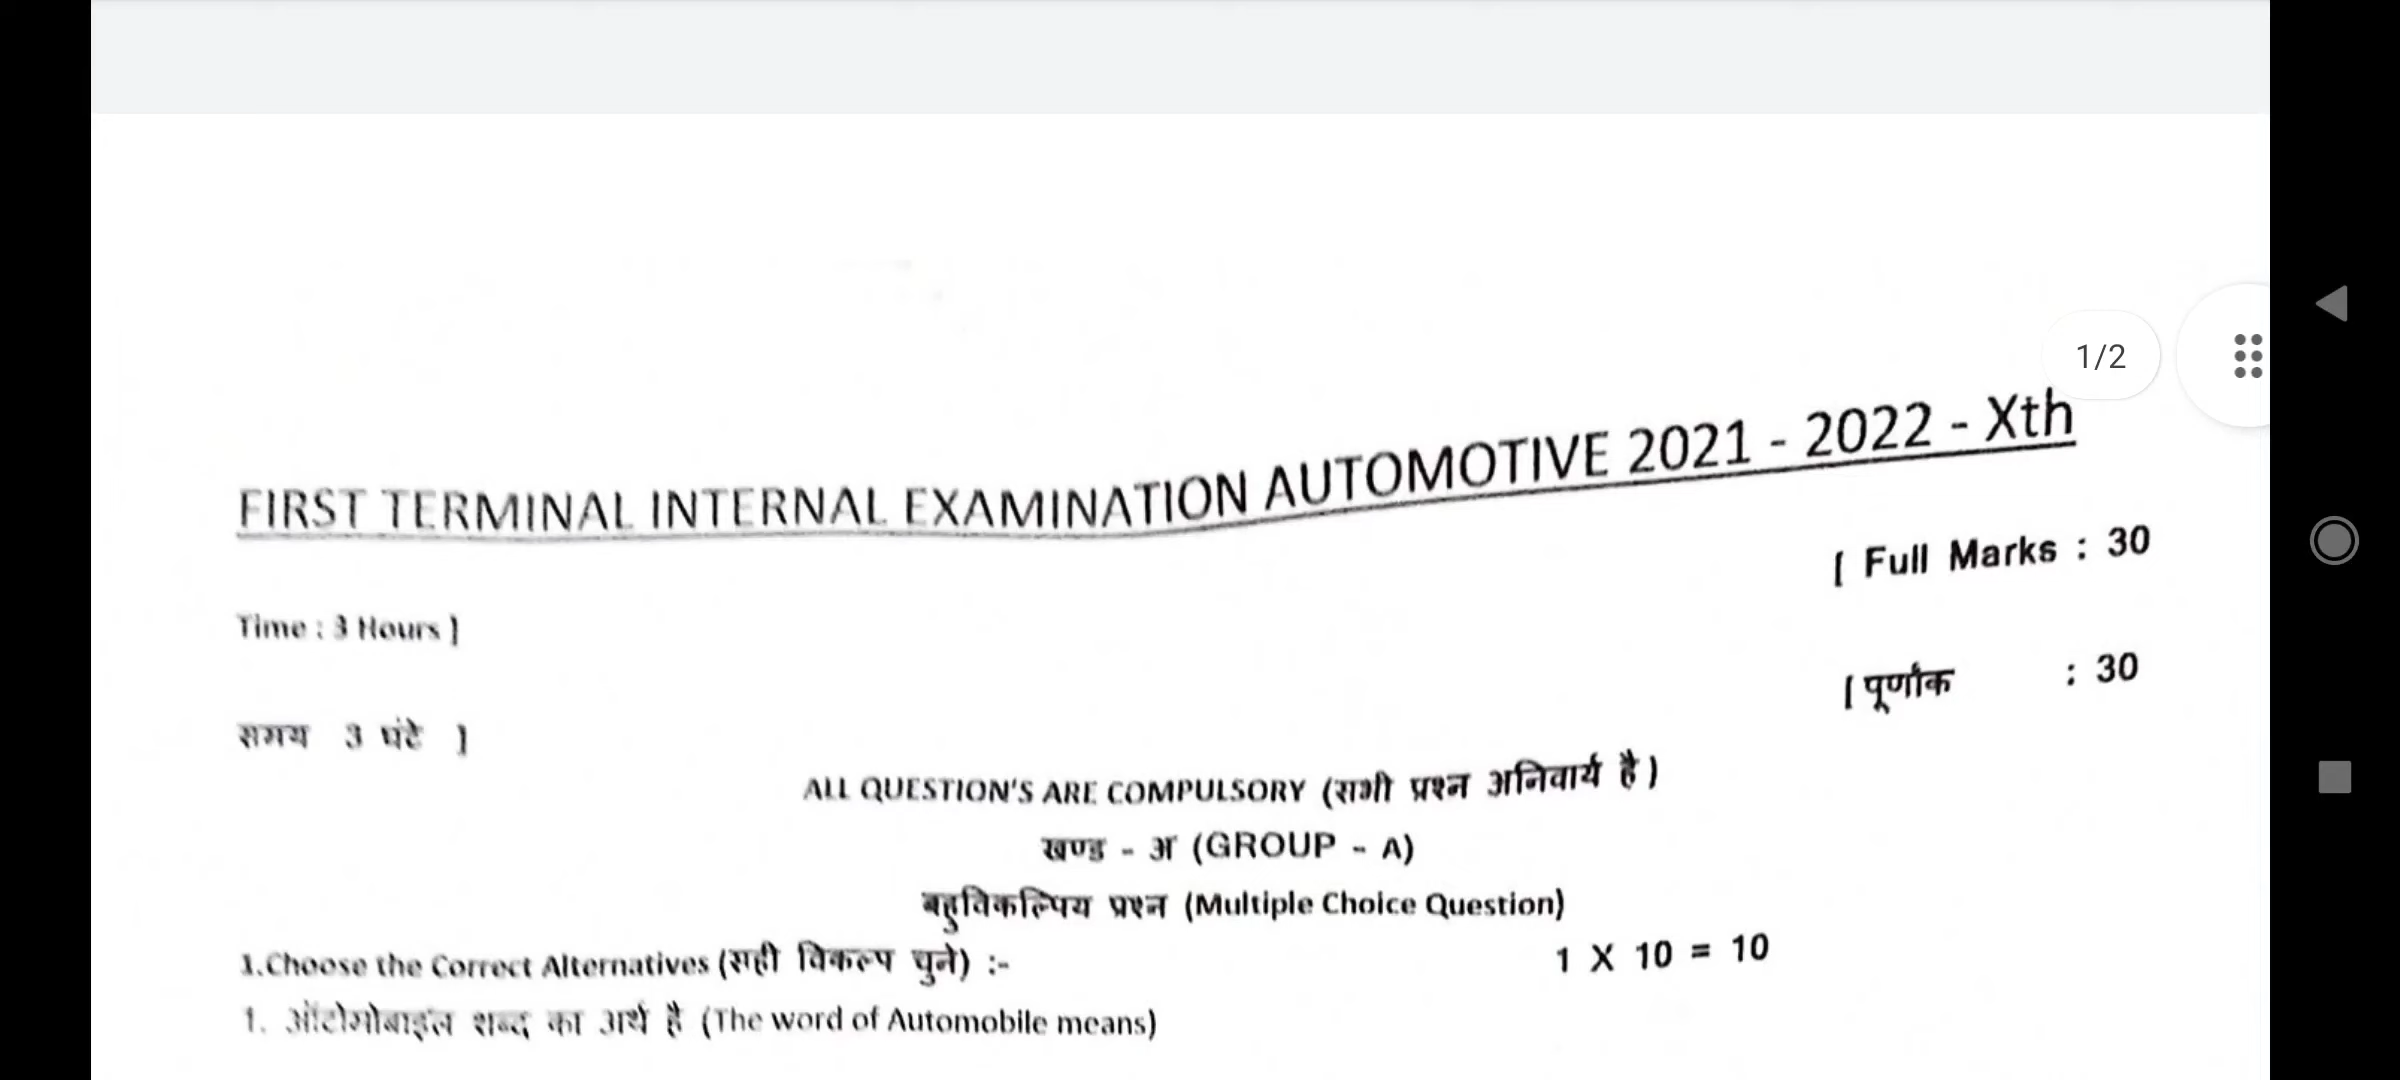 1/2
FIRST TERMINAL INTERNAL EXAMINATION AUTOMOTIVE 2021 - 2022 - Xth
[ Full Marks : 30
Time : 3 Hours ]
[ पूर्णांक : 30
समय 3 घंटे ]
ALL QUESTION'S ARE COMPULSORY (सभी प्रश्न अनिवार्य है)
खण्ड - अ (GROUP - A)
बहुविकल्पिय प्रश्न (Multiple Choice Question)
1.Choose the Correct Alternatives (सही विकल्प चुने) :- 1 X 10 = 10
1. ऑटोमोबाइल शब्द का अर्थ है (The word of Automobile means)